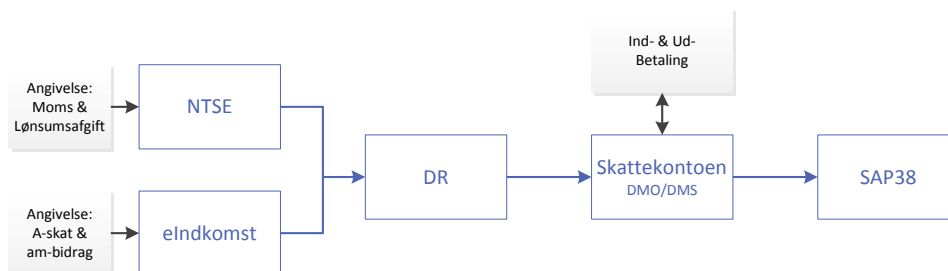 Angivelse:
Moms &
Lønsumsafgift
NTSE
Angivelse:
A-skat &
am-bidrag
eIndkomst
DR
Ind- & Ud-
Betaling
Skattekontoen
DMO/DMS
SAP38